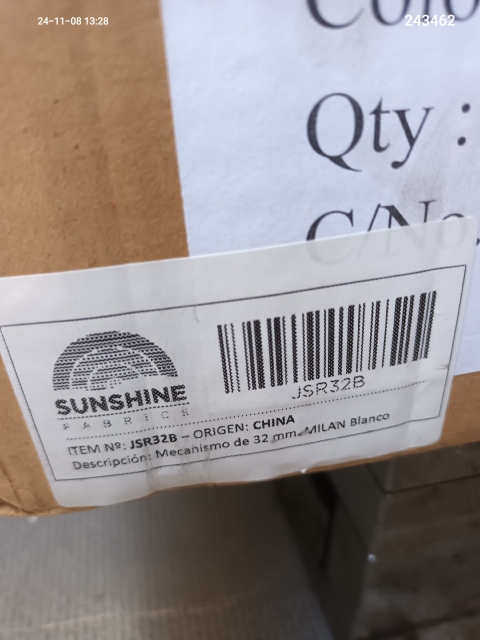 24-11-08 13:28
243462
Colo
Qty :
C/No.
SUNSHINE
FABRICS
JSR32B
ITEM Nº: JSR32B – ORIGEN: CHINA
Descripción: Mecanismo de 32 mm. MILAN Blanco